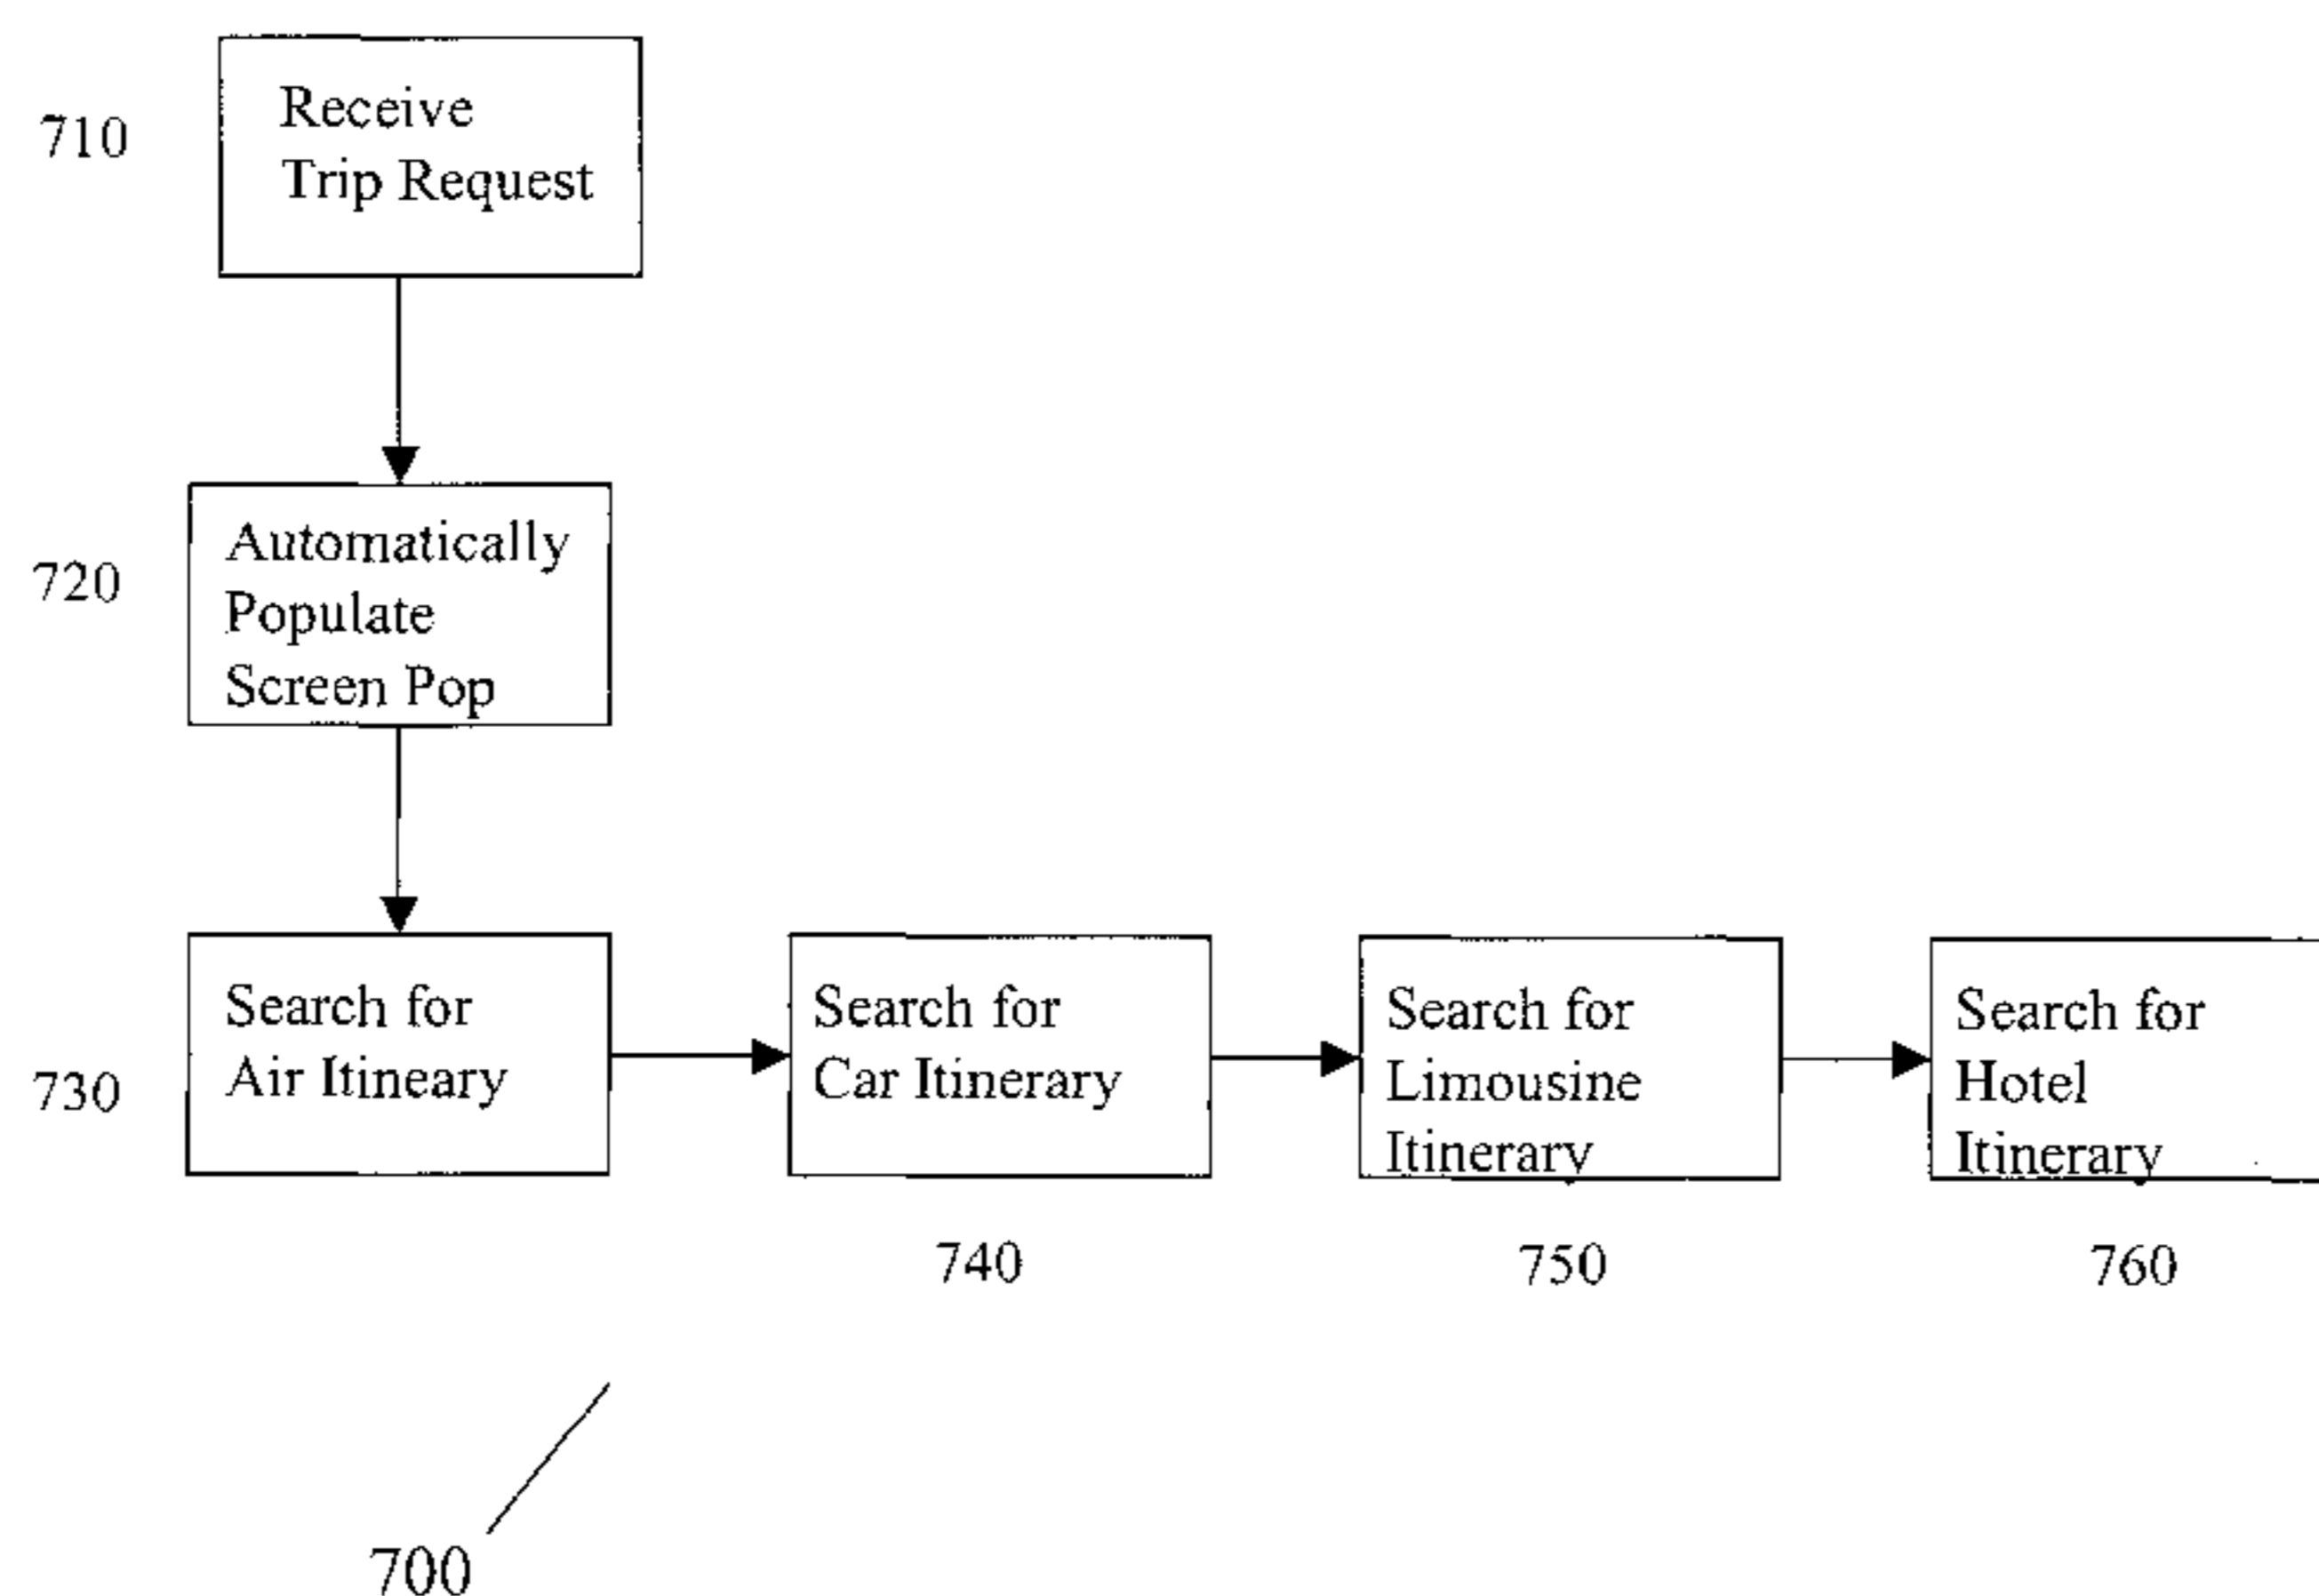 710
Receive
Trip Request
720
Automatically
Populate
Screen Pop
730
Search for
Air Itineary
Search for
Car Itinerary
740
Search for
Limousine
Itinerary
750
Search for
Hotel
Itinerary
760
700